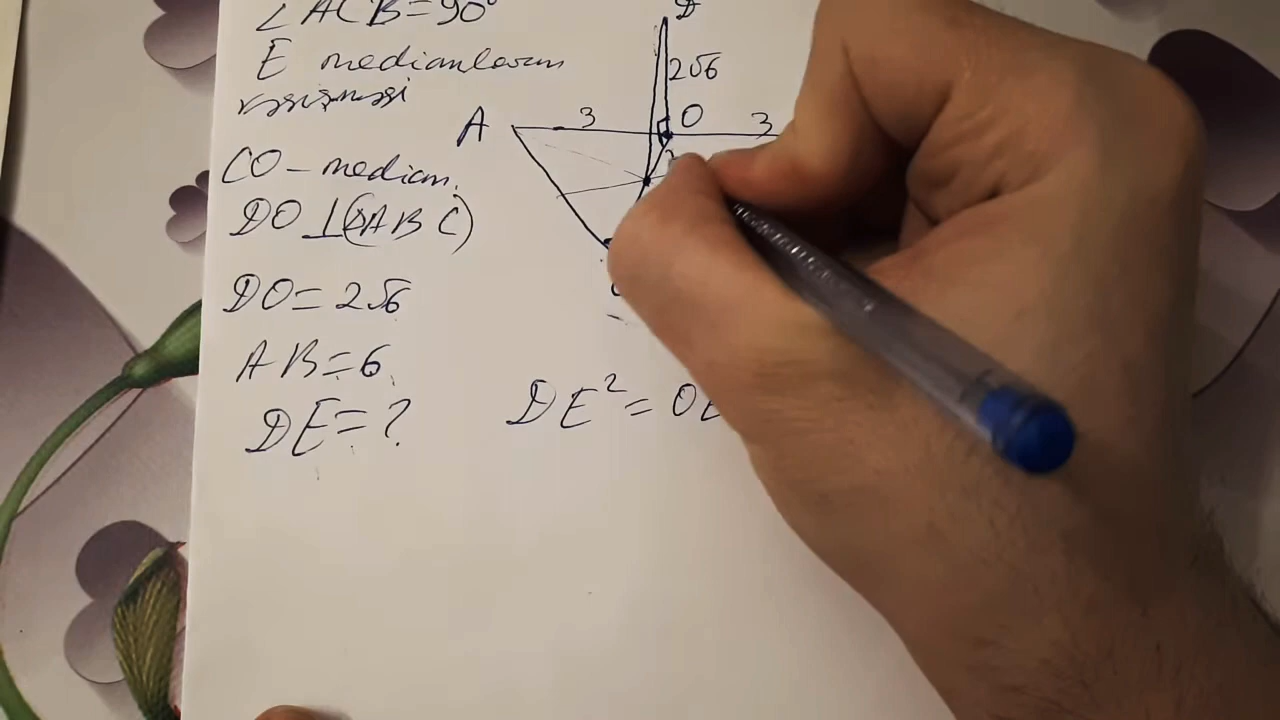 ∠ACB=90°
E medianların
kəsişməsi
CO-median.
DO⊥(ABC)
DO=2√6
AB=6
DE=?
D
2√6
O
A 3 3
DE²=OE